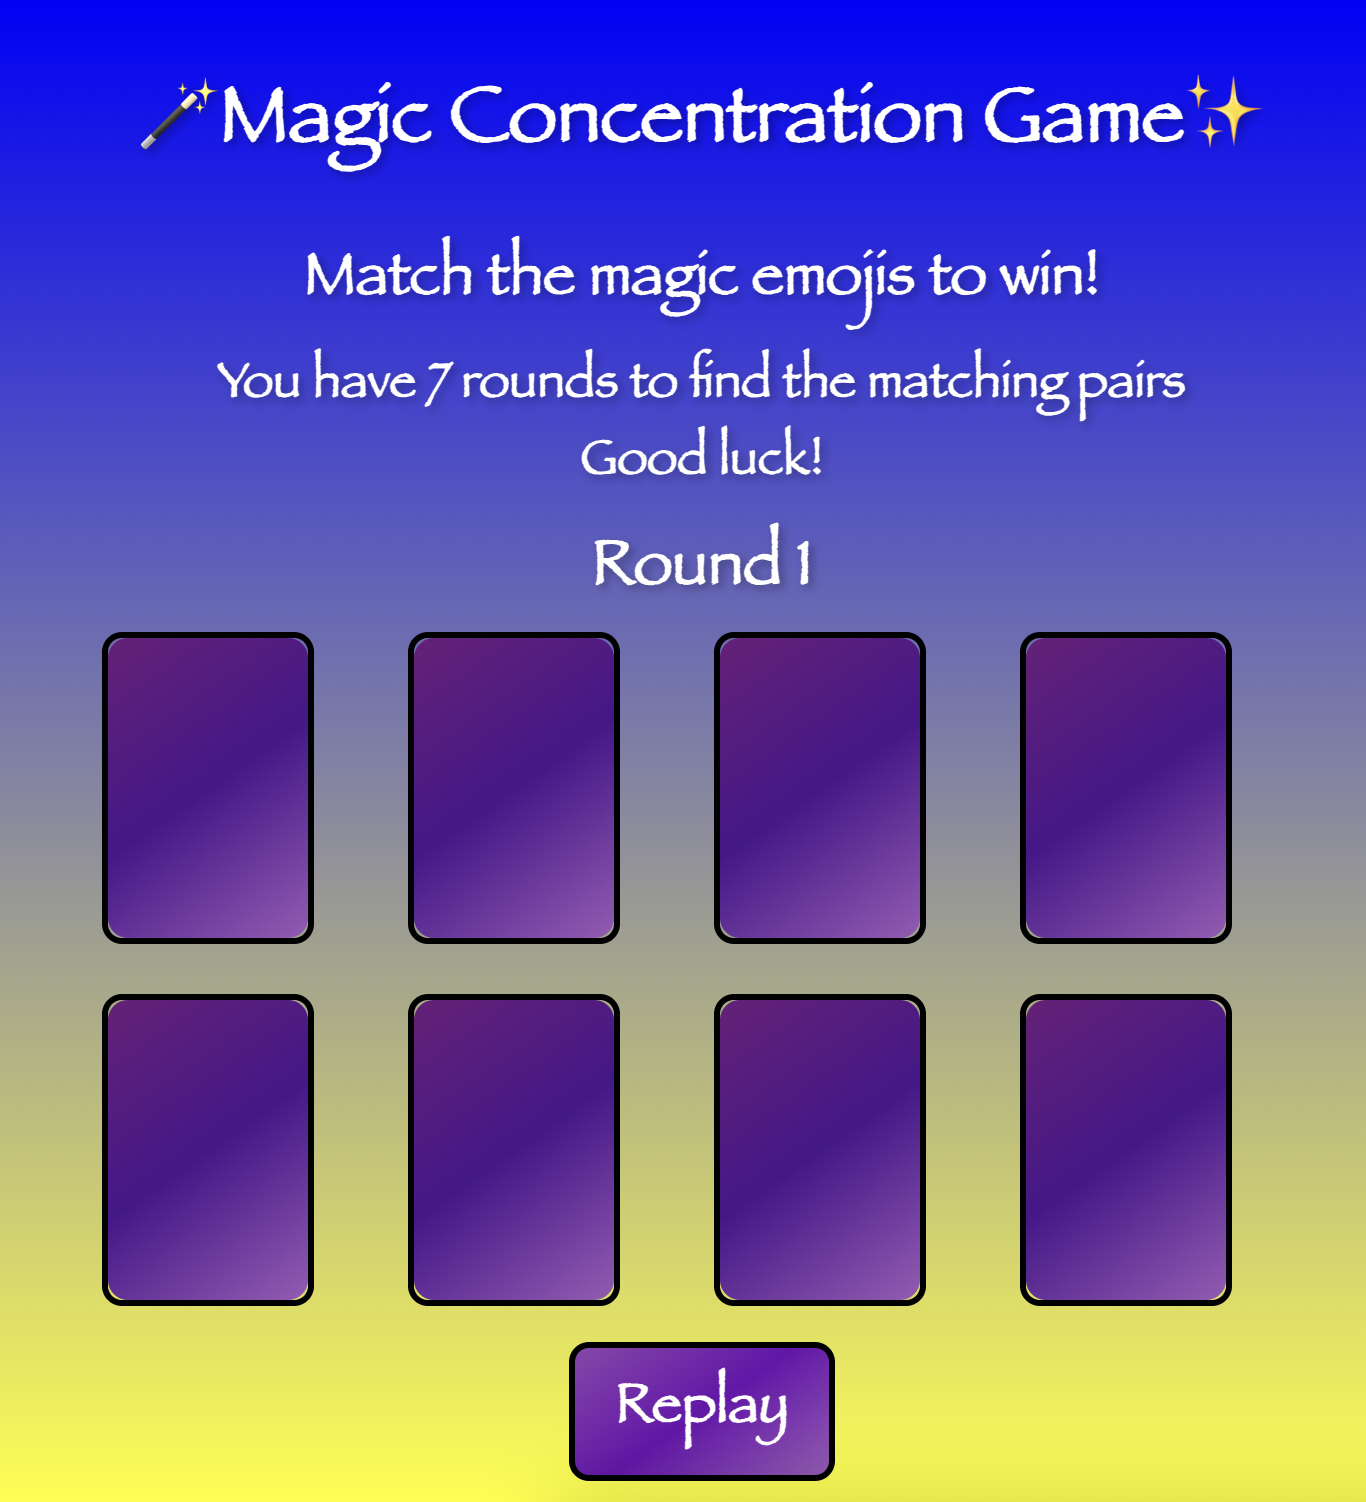 🪄Magic Concentration Game✨
Match the magic emojis to win!
You have 7 rounds to find the matching pairs
Good luck!
Round 1
Replay